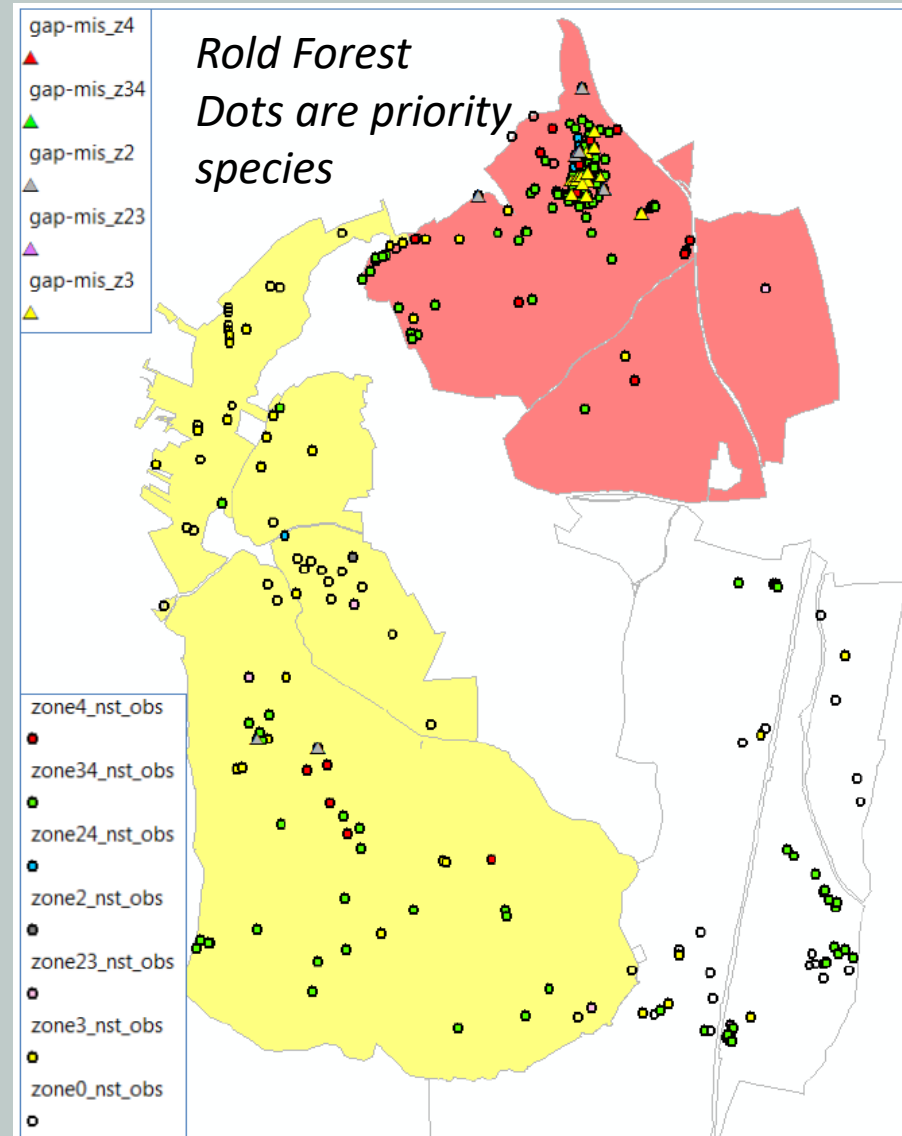 gap-mis_z4
gap-mis_z34
gap-mis_z2
gap-mis_z23
gap-mis_z3
Rold Forest
Dots are priority
species
zone4_nst_obs
zone34_nst_obs
zone24_nst_obs
zone2_nst_obs
zone23_nst_obs
zone3_nst_obs
zone0_nst_obs